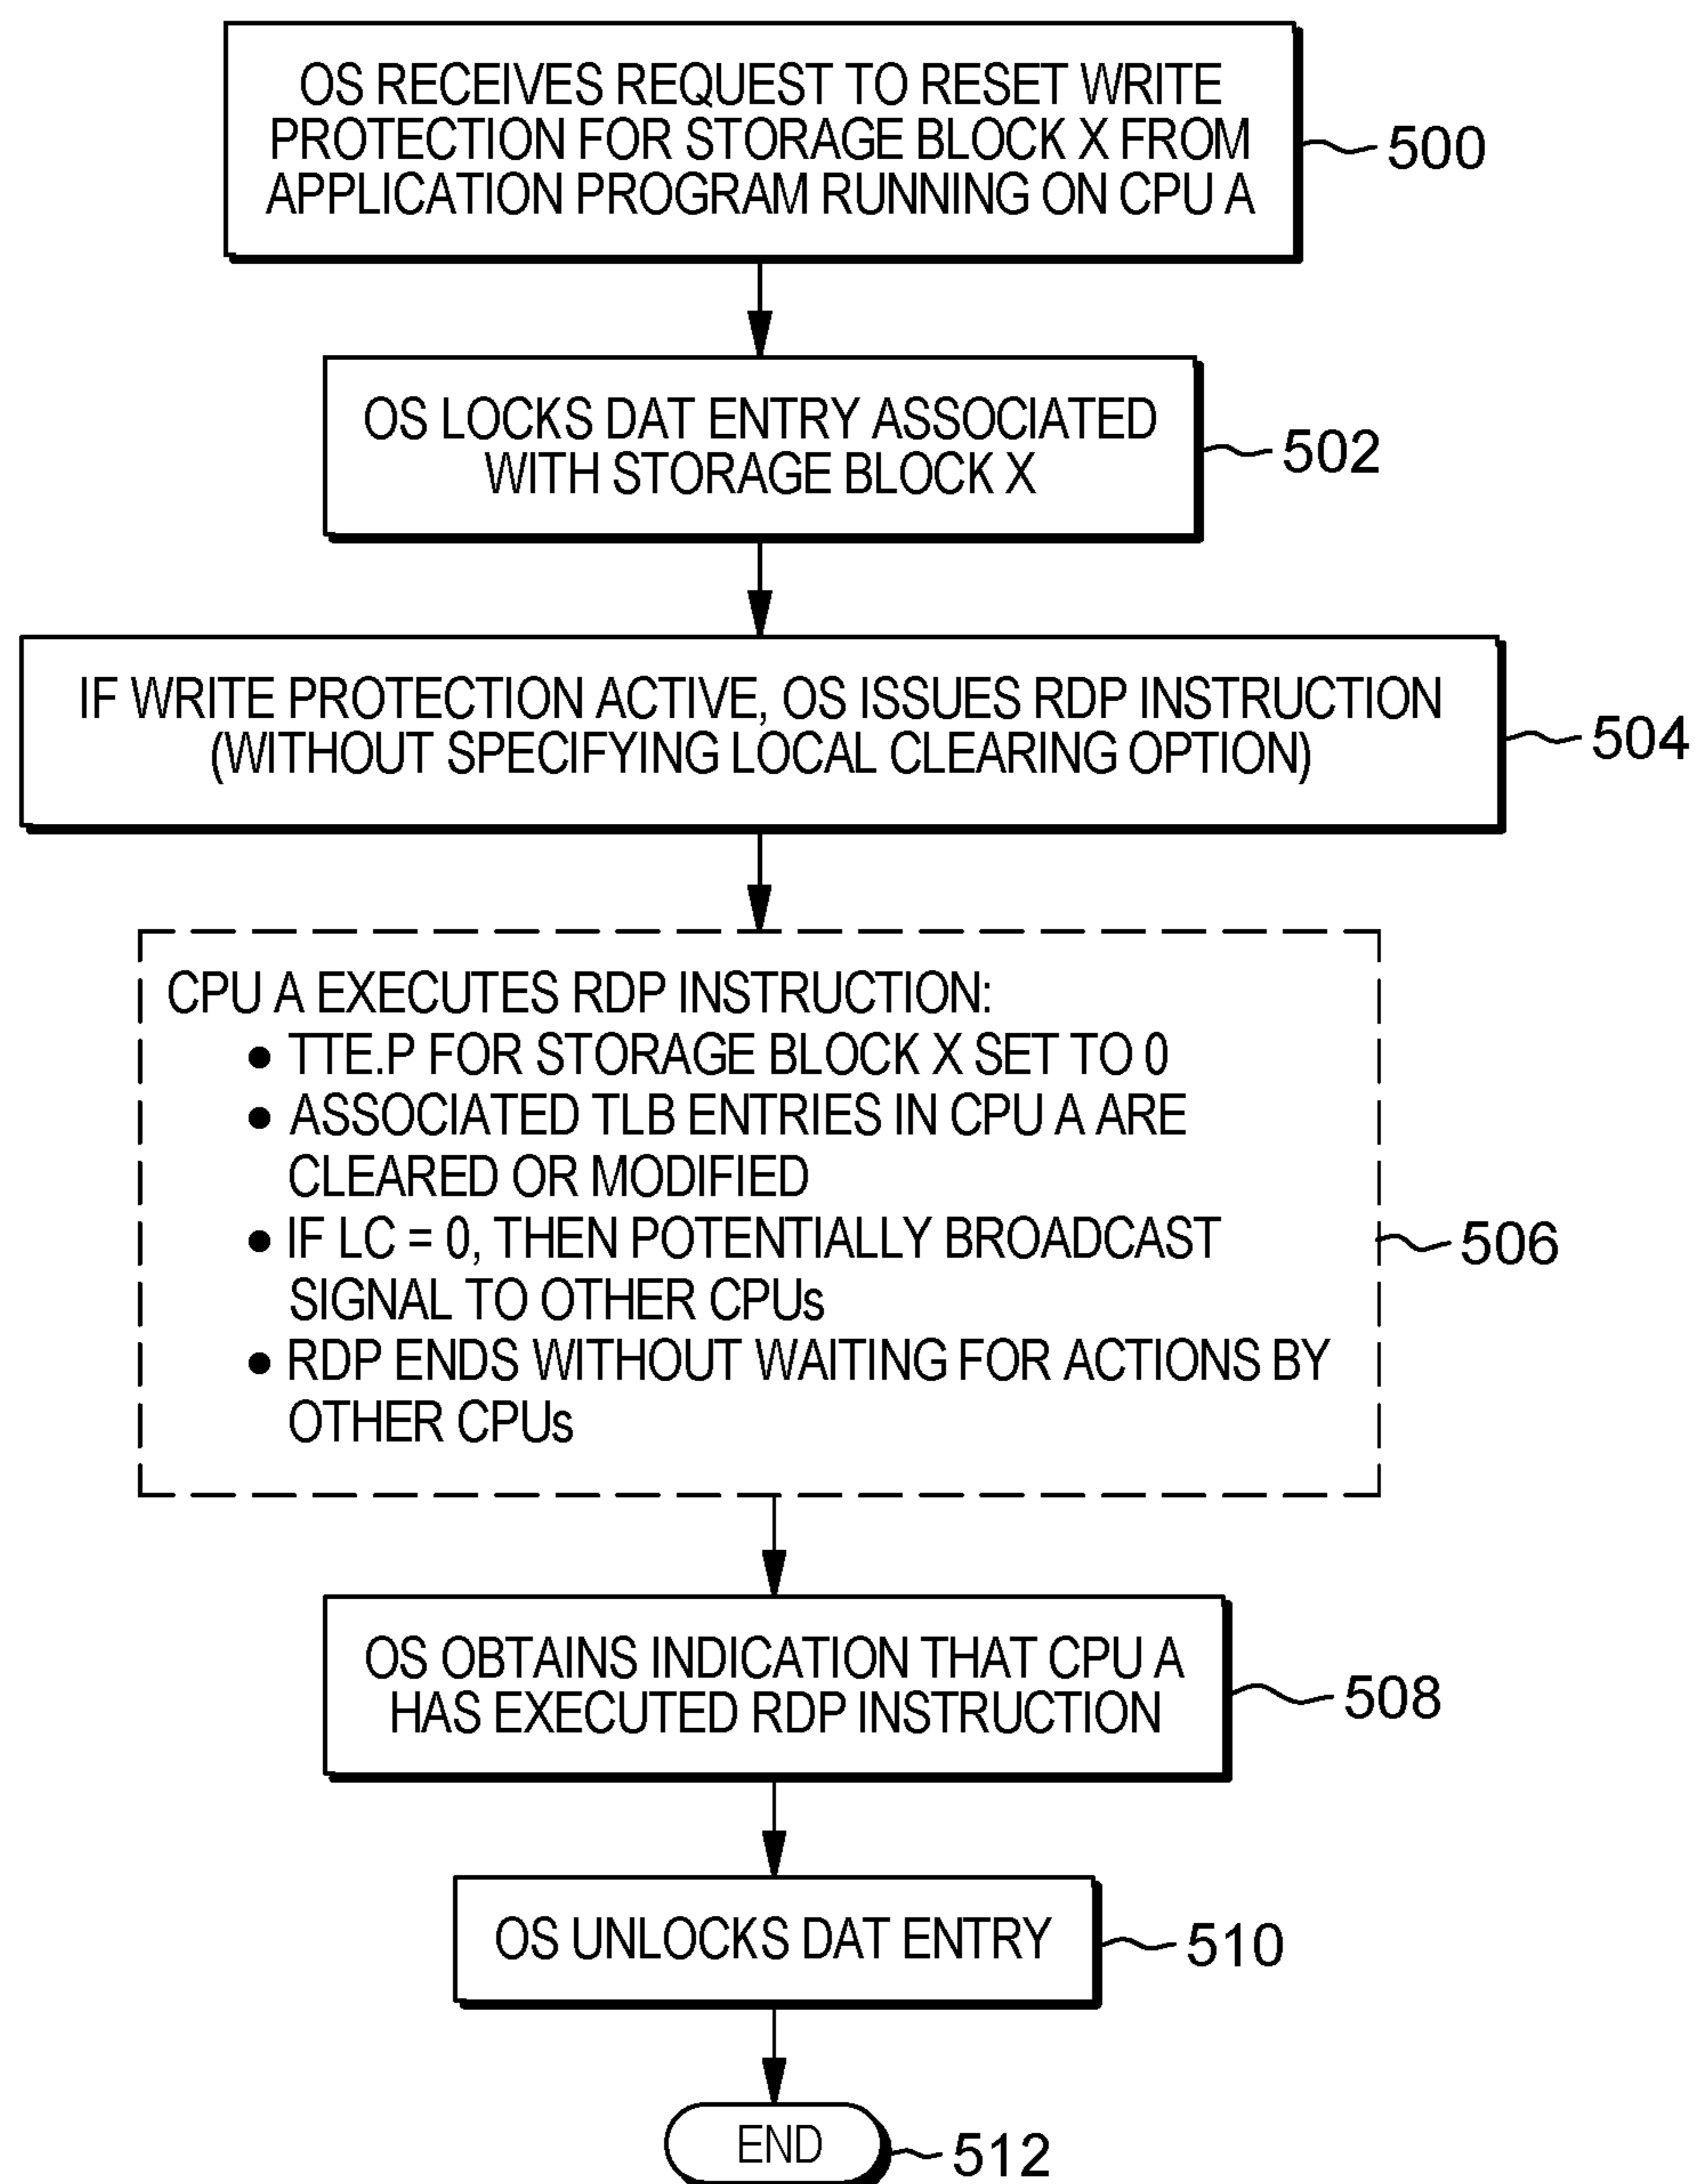 OS RECEIVES REQUEST TO RESET WRITE
PROTECTION FOR STORAGE BLOCK X FROM
APPLICATION PROGRAM RUNNING ON CPU A
500
OS LOCKS DAT ENTRY ASSOCIATED
WITH STORAGE BLOCK X
502
IF WRITE PROTECTION ACTIVE, OS ISSUES RDP INSTRUCTION
(WITHOUT SPECIFYING LOCAL CLEARING OPTION)
504
CPU A EXECUTES RDP INSTRUCTION:
● TTE.P FOR STORAGE BLOCK X SET TO 0
● ASSOCIATED TLB ENTRIES IN CPU A ARE
CLEARED OR MODIFIED
● IF LC = 0, THEN POTENTIALLY BROADCAST
SIGNAL TO OTHER CPUs
● RDP ENDS WITHOUT WAITING FOR ACTIONS BY
OTHER CPUs
506
OS OBTAINS INDICATION THAT CPU A
HAS EXECUTED RDP INSTRUCTION
508
OS UNLOCKS DAT ENTRY
510
END
512